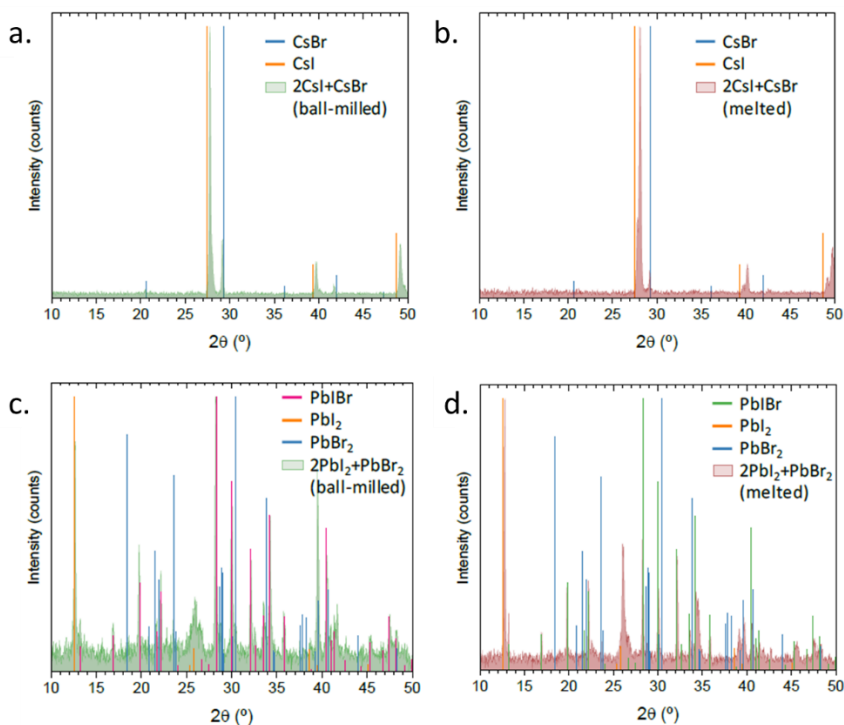 a.
CsBr
CsI
2CsI+CsBr
(ball-milled)
Intensity (counts)
10 15 20 25 30 35 40 45 50
2θ (º)
b.
CsBr
CsI
2CsI+CsBr
(melted)
Intensity (counts)
10 15 20 25 30 35 40 45 50
2θ (º)
c.
PbIBr
PbI₂
PbBr₂
2PbI₂+PbBr₂
(ball-milled)
Intensity (counts)
10 15 20 25 30 35 40 45 50
2θ (º)
d.
PbIBr
PbI₂
PbBr₂
2PbI₂+PbBr₂
(melted)
Intensity (counts)
10 15 20 25 30 35 40 45 50
2θ (º)